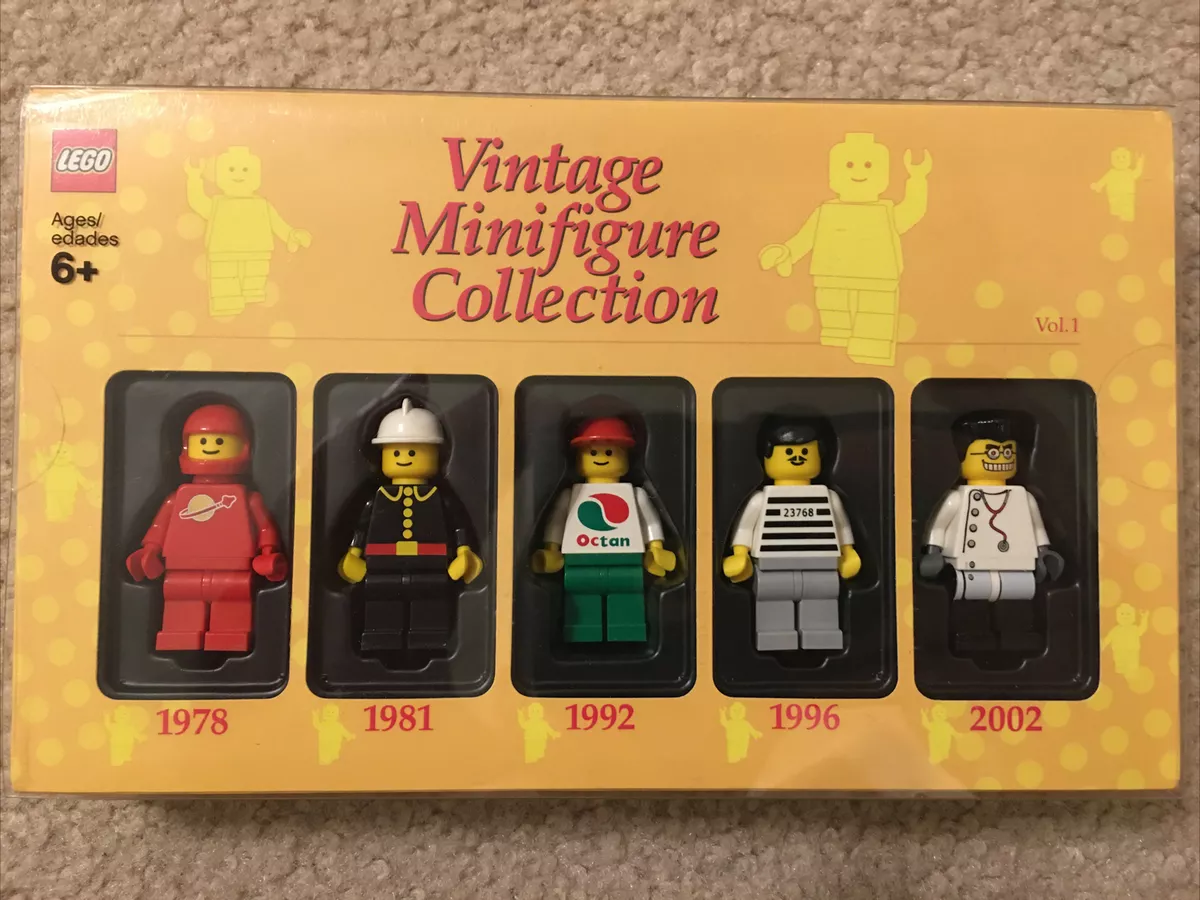 LEGO
Ages/
edades
6+
Vintage
Minifigure
Collection
Vol.1
Octan
23768
1978
1981
1992
1996
2002